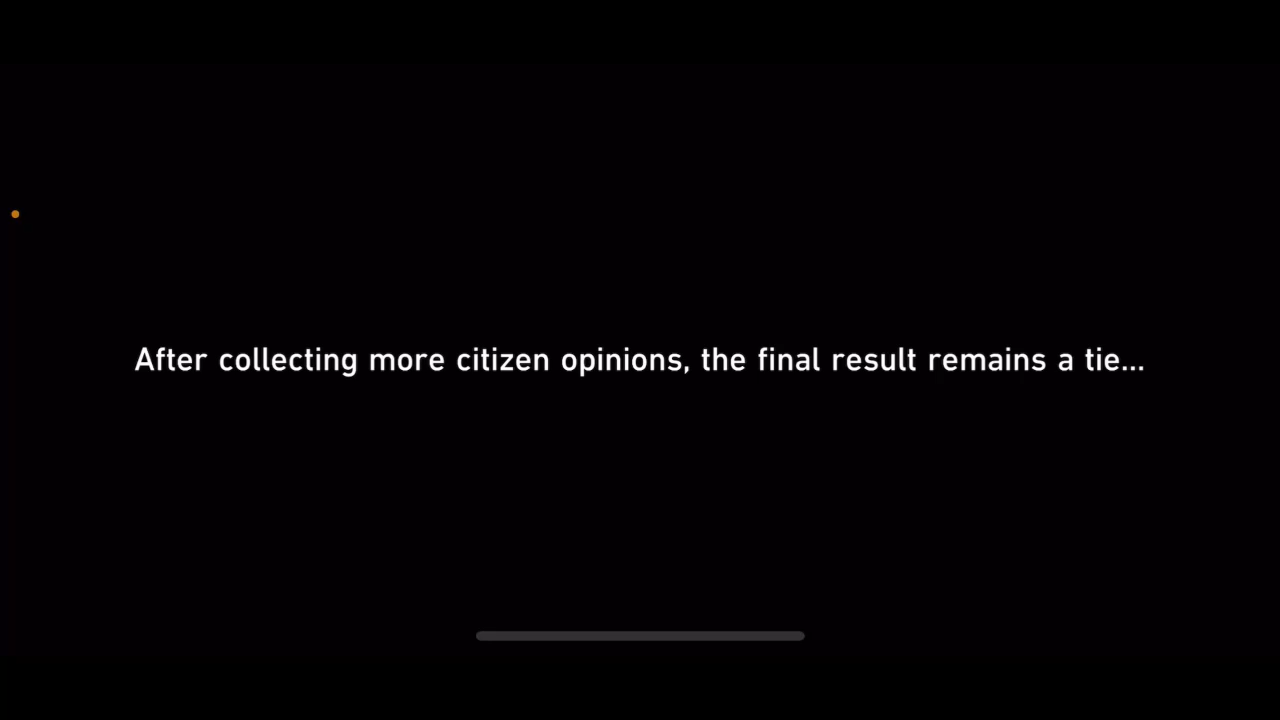 After collecting more citizen opinions, the final result remains a tie...